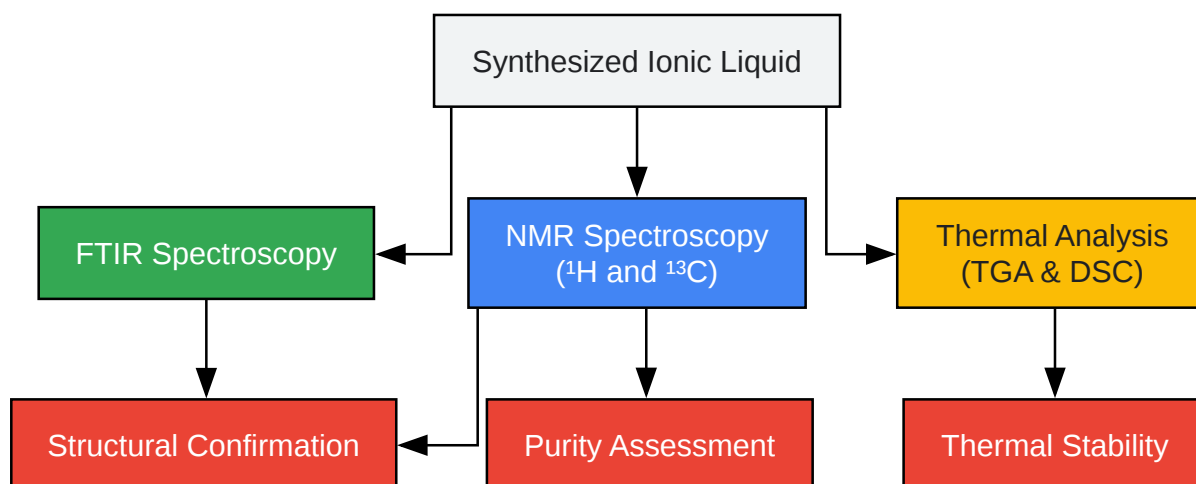 Synthesized Ionic Liquid
FTIR Spectroscopy
NMR Spectroscopy
(¹H and ¹³C)
Thermal Analysis
(TGA & DSC)
Structural Confirmation
Purity Assessment
Thermal Stability